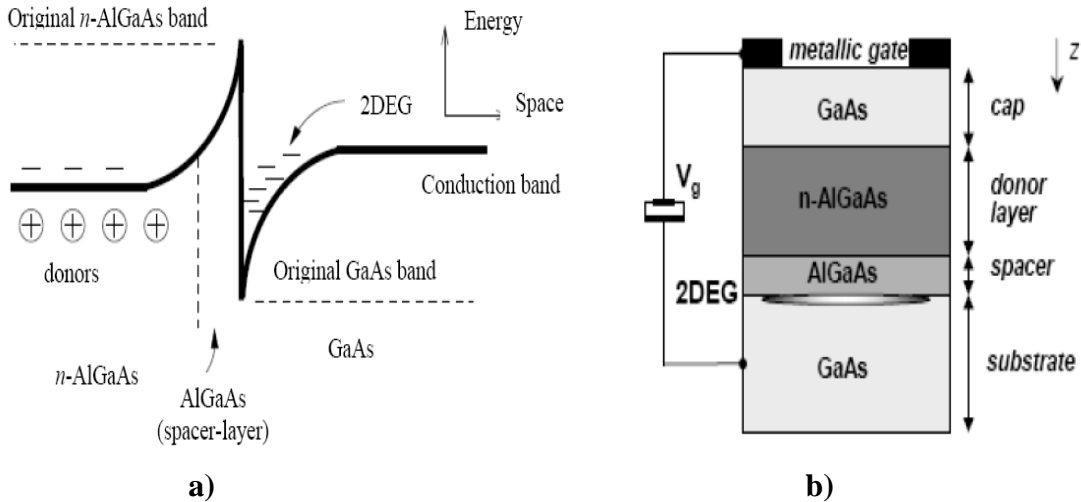 Original n-AlGaAs band
Energy
2DEG
Space
Conduction band
donors
Original GaAs band
n-AlGaAs
GaAs
AlGaAs
(spacer-layer)
a)
metallic gate
z
GaAs
cap
Vg
n-AlGaAs
donor
layer
AlGaAs
spacer
2DEG
GaAs
substrate
b)